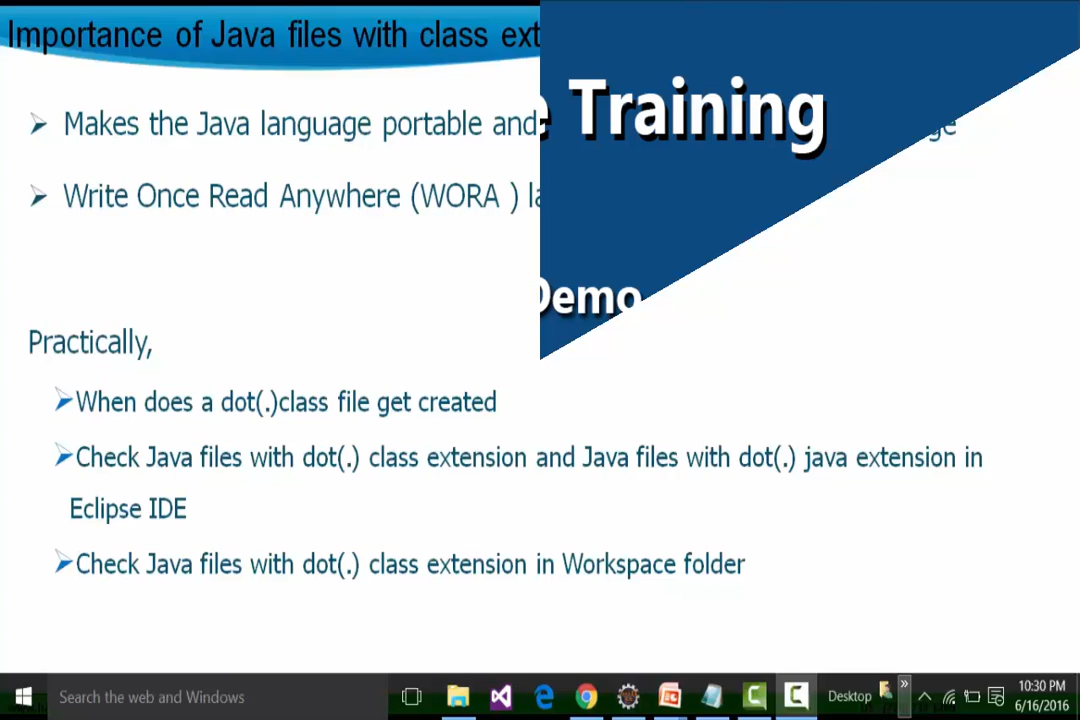 Importance of Java files with class
Training
Makes the Java language portable and
Write Once Read Anywhere (WORA )
Demo
Practically,
When does a dot(.)class file get created
Check Java files with dot(.) class extension and Java files with dot(.) java extension in
Eclipse IDE
Check Java files with dot(.) class extension in Workspace folder
Search the web and Windows
Desktop
»
10:30 PM
6/16/2016